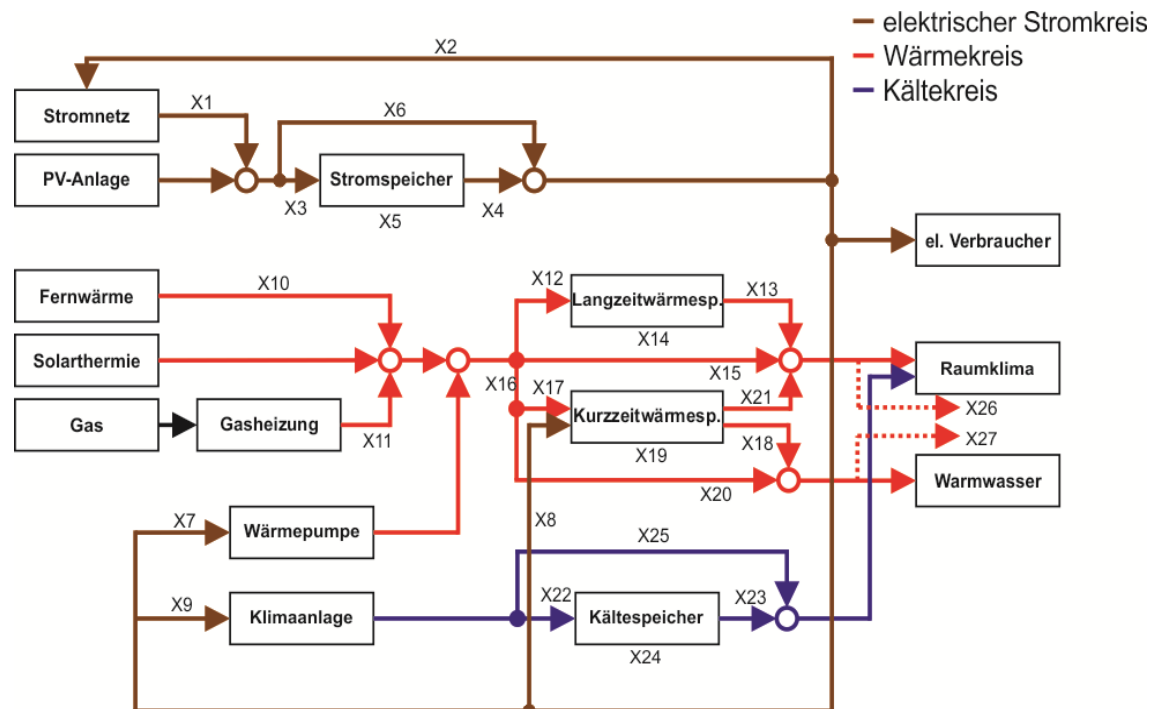 elektrischer Stromkreis
Wärmekreis
Kältekreis
X2
Stromnetz
X1
X6
PV-Anlage
Stromspeicher
X3
X4
X5
el. Verbraucher
Fernwärme
X10
X12
Langzeitwärmesp.
X13
X14
Solarthermie
X16
X15
Raumklima
X17
X21
X26
Gas
Gasheizung
X11
Kurzzeitwärmesp.
X18
X27
X19
X20
Warmwasser
X7
Wärmepumpe
X8
X25
X9
Klimaanlage
X22
Kältespeicher
X23
X24